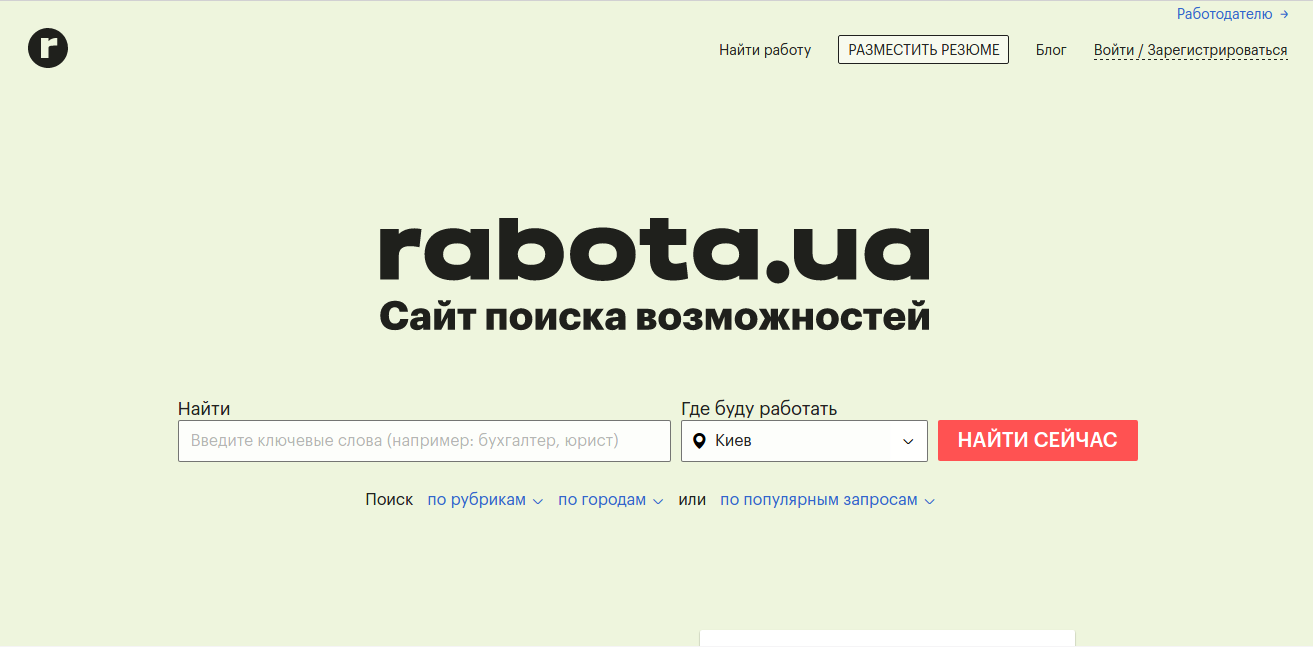 Работодателю →
r
Найти работу РАЗМЕСТИТЬ РЕЗЮМЕ Блог Войти / Зарегистрироваться
rabota.ua
Сайт поиска возможностей
Найти Где буду работать
Введите ключевые слова (например: бухгалтер, юрист) Киев НАЙТИ СЕЙЧАС
Поиск по рубрикам по городам или по популярным запросам